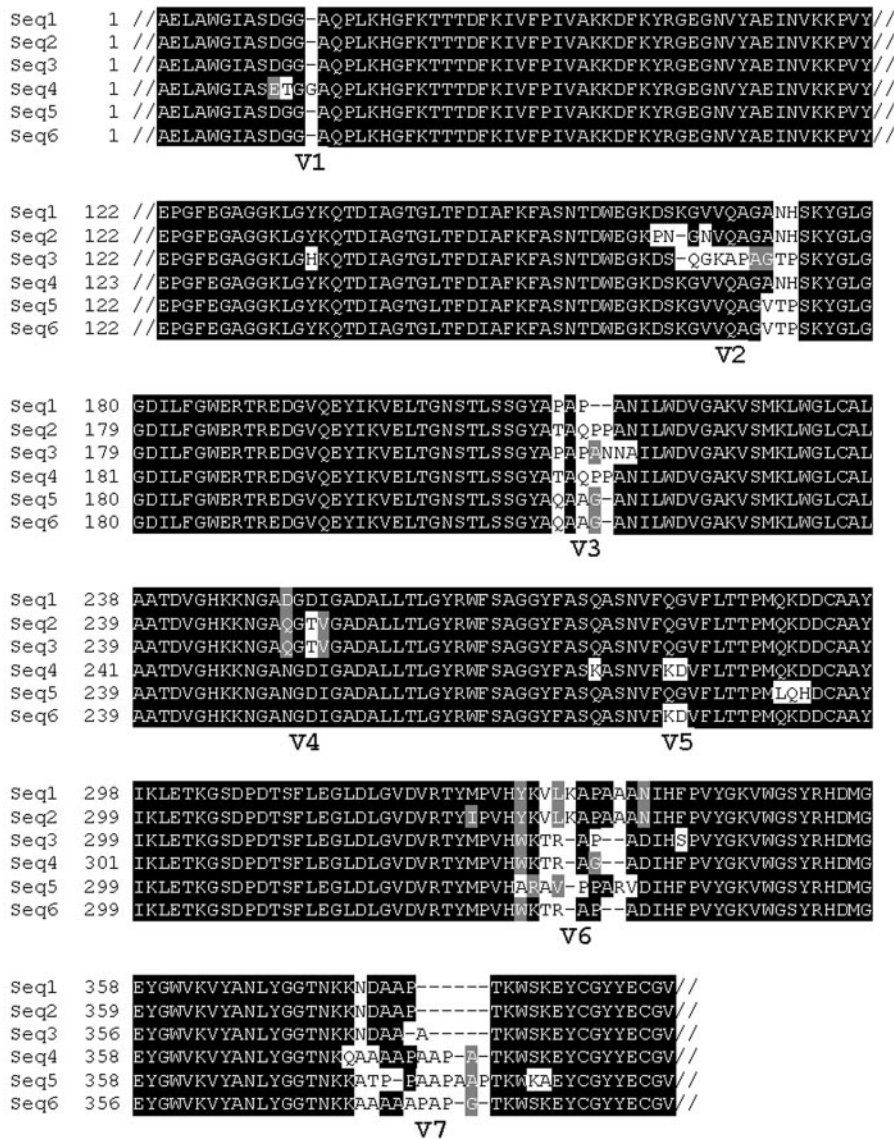 Seq1 1 //AELAWGIASDGG-AQPLKHGFKTTTDFKIVFPIVAKKDFKYRGEGNVYAEINVKKPVY//
Seq2 1 //AELAWGIASDGG-AQPLKHGFKTTTDFKIVFPIVAKKDFKYRGEGNVYAEINVKKPVY//
Seq3 1 //AELAWGIASDGG-AQPLKHGFKTTTDFKIVFPIVAKKDFKYRGEGNVYAEINVKKPVY//
Seq4 1 //AELAWGIASETGGAQPLKHGFKTTTDFKIVFPIVAKKDFKYRGEGNVYAEINVKKPVY//
Seq5 1 //AELAWGIASDGG-AQPLKHGFKTTTDFKIVFPIVAKKDFKYRGEGNVYAEINVKKPVY//
Seq6 1 //AELAWGIASDGG-AQPLKHGFKTTTDFKIVFPIVAKKDFKYRGEGNVYAEINVKKPVY//
V1
Seq1 122 //EPGFEGAGGKLGYKQTDIAGTGLTFDIAFKFASNTDWEGKDSKGVVQAGANHSKYGLG
Seq2 122 //EPGFEGAGGKLGYKQTDIAGTGLTFDIAFKFASNTDWEGKPN-GNVQAGANHSKYGLG
Seq3 122 //EPGFEGAGGKLGHKQTDIAGTGLTFDIAFKFASNTDWEGKDS-QGKAPAGTPSKYGLG
Seq4 123 //EPGFEGAGGKLGYKQTDIAGTGLTFDIAFKFASNTDWEGKDSKGVVQAGANHSKYGLG
Seq5 122 //EPGFEGAGGKLGYKQTDIAGTGLTFDIAFKFASNTDWEGKDSKGVVQAGVTPSKYGLG
Seq6 122 //EPGFEGAGGKLGYKQTDIAGTGLTFDIAFKFASNTDWEGKDSKGVVQAGVTPSKYGLG
V2
Seq1 180 GDILFGWERTREDGVQEYIKVELTGNSTLSSGYAPAP--ANILWDVGAKVSMKLWGLCAL
Seq2 179 GDILFGWERTREDGVQEYIKVELTGNSTLSSGYATAQPPANILWDVGAKVSMKLWGLCAL
Seq3 179 GDILFGWERTREDGVQEYIKVELTGNSTLSSGYAPAPANNAILWDVGAKVSMKLWGLCAL
Seq4 181 GDILFGWERTREDGVQEYIKVELTGNSTLSSGYATAQPPANILWDVGAKVSMKLWGLCAL
Seq5 180 GDILFGWERTREDGVQEYIKVELTGNSTLSSGYAQAAG-ANILWDVGAKVSMKLWGLCAL
Seq6 180 GDILFGWERTREDGVQEYIKVELTGNSTLSSGYAQAAG-ANILWDVGAKVSMKLWGLCAL
V3
Seq1 238 AATDVGHKKNGADGDIGADALLTLGYRWFSAGGYFASQASNVFQGVFLTTPMQKDDCAAY
Seq2 239 AATDVGHKKNGAQGTVGADALLTLGYRWFSAGGYFASQASNVFQGVFLTTPMQKDDCAAY
Seq3 239 AATDVGHKKNGAQGTVGADALLTLGYRWFSAGGYFASQASNVFQGVFLTTPMQKDDCAAY
Seq4 241 AATDVGHKKNGANGDIGADALLTLGYRWFSAGGYFASKASNVFKDVFLTTPMQKDDCAAY
Seq5 239 AATDVGHKKNGANGDIGADALLTLGYRWFSAGGYFASQASNVFQGVFLTTPMLQHDCAAY
Seq6 239 AATDVGHKKNGANGDIGADALLTLGYRWFSAGGYFASQASNVFKDVFLTTPMQKDDCAAY
V4 V5
Seq1 298 IKLETKGSDPDTSFLEGLDLGVDVRTYMPVHYKVLKAPAAANIHFPVYGKVWGSYRHDMG
Seq2 299 IKLETKGSDPDTSFLEGLDLGVDVRTYIPVHYKVLKAPAAANIHFPVYGKVWGSYRHDMG
Seq3 299 IKLETKGSDPDTSFLEGLDLGVDVRTYMPVHWKTR-AP--ADIHSPVYGKVWGSYRHDMG
Seq4 301 IKLETKGSDPDTSFLEGLDLGVDVRTYMPVHWKTR-AG--ADIHFPVYGKVWGSYRHDMG
Seq5 299 IKLETKGSDPDTSFLEGLDLGVDVRTYMPVHARAV-PPARVDIHFPVYGKVWGSYRHDMG
Seq6 299 IKLETKGSDPDTSFLEGLDLGVDVRTYMPVHWKTR-AP--ADIHFPVYGKVWGSYRHDMG
V6
Seq1 358 EYGWVKVYANLYGGTNKKNDAAP------TKWSKEYCGYYECGV//
Seq2 359 EYGWVKVYANLYGGTNKKNDAAP------TKWSKEYCGYYECGV//
Seq3 356 EYGWVKVYANLYGGTNKKNDAA-A-----TKWSKEYCGYYECGV//
Seq4 358 EYGWVKVYANLYGGTNKQAAAAPAAP-A-TKWSKEYCGYYECGV//
Seq5 358 EYGWVKVYANLYGGTNKKATP-PAAPAAPTKWKAEYCGYYECGV//
Seq6 356 EYGWVKVYANLYGGTNKKAAAAAPAP-G-TKWSKEYCGYYECGV//
V7